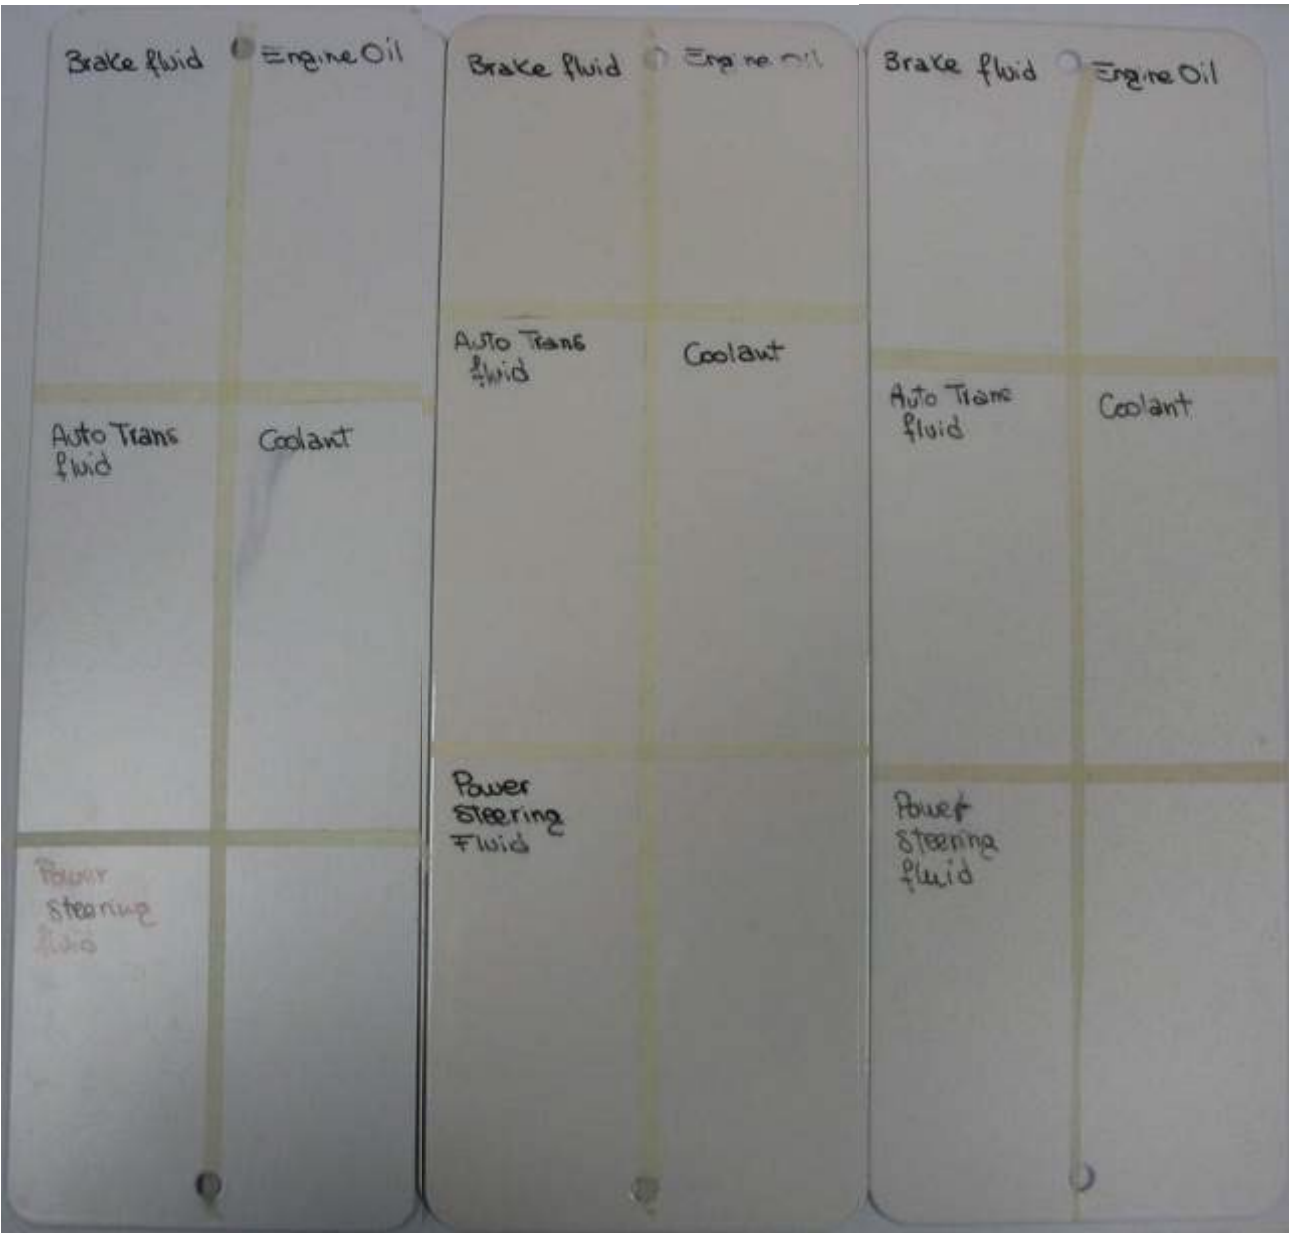 Brake fluid Engine Oil
Auto Trans Coolant
fluid
Power
steering
fluid
Brake fluid Engine Oil
Auto Trans Coolant
fluid
Power
Steering
Fluid
Brake fluid Engine Oil
Auto Trans Coolant
fluid
Power
Steering
fluid